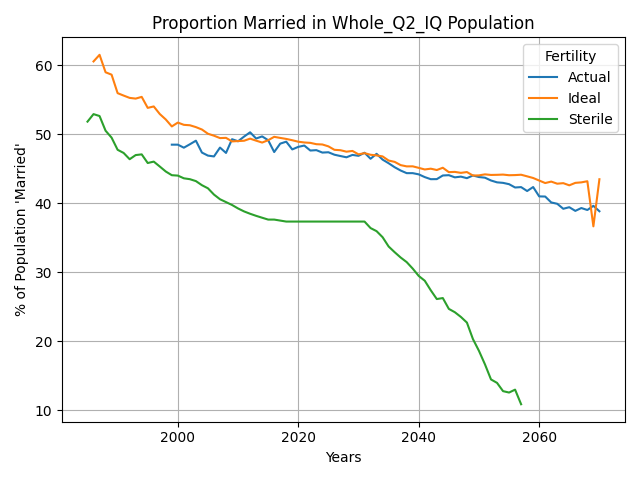 Proportion Married in Whole_Q2_IQ Population
% of Population 'Married'
60
50
40
30
20
10
2000 2020 2040 2060
Years
Fertility
Actual
Ideal
Sterile